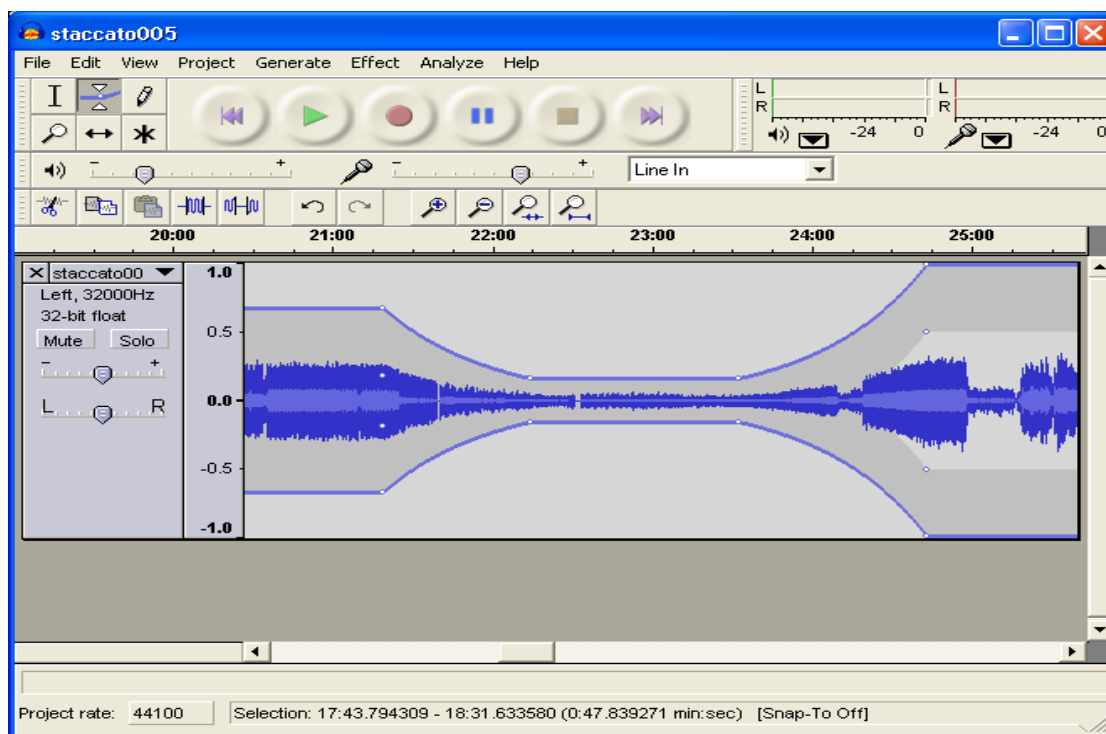 staccato005
File Edit View Project Generate Effect Analyze Help
L
R
-24 0
L
R
-24 0
- +
- +
Line In
20:00 21:00 22:00 23:00 24:00 25:00
staccato00
Left, 32000Hz
32-bit float
Mute Solo
- +
L R
1.0
0.5
0.0
-0.5
-1.0
Project rate: 44100 Selection: 17:43.794309 - 18:31.633580 (0:47.839271 min:sec) [Snap-To Off]